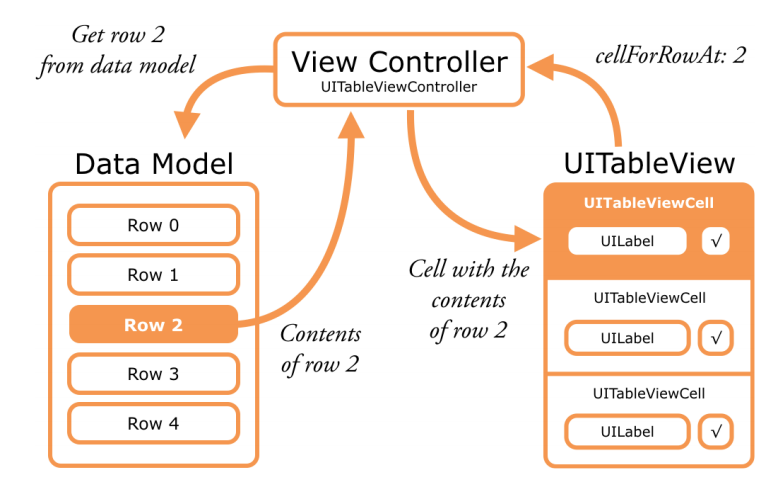 Get row 2
from data model
View Controller
UITableViewController
cellForRowAt: 2
Data Model
Row 0
Row 1
Row 2
Row 3
Row 4
Contents
of row 2
Cell with the
contents
of row 2
UITableView
UITableViewCell
UILabel √
UITableViewCell
UILabel √
UITableViewCell
UILabel √